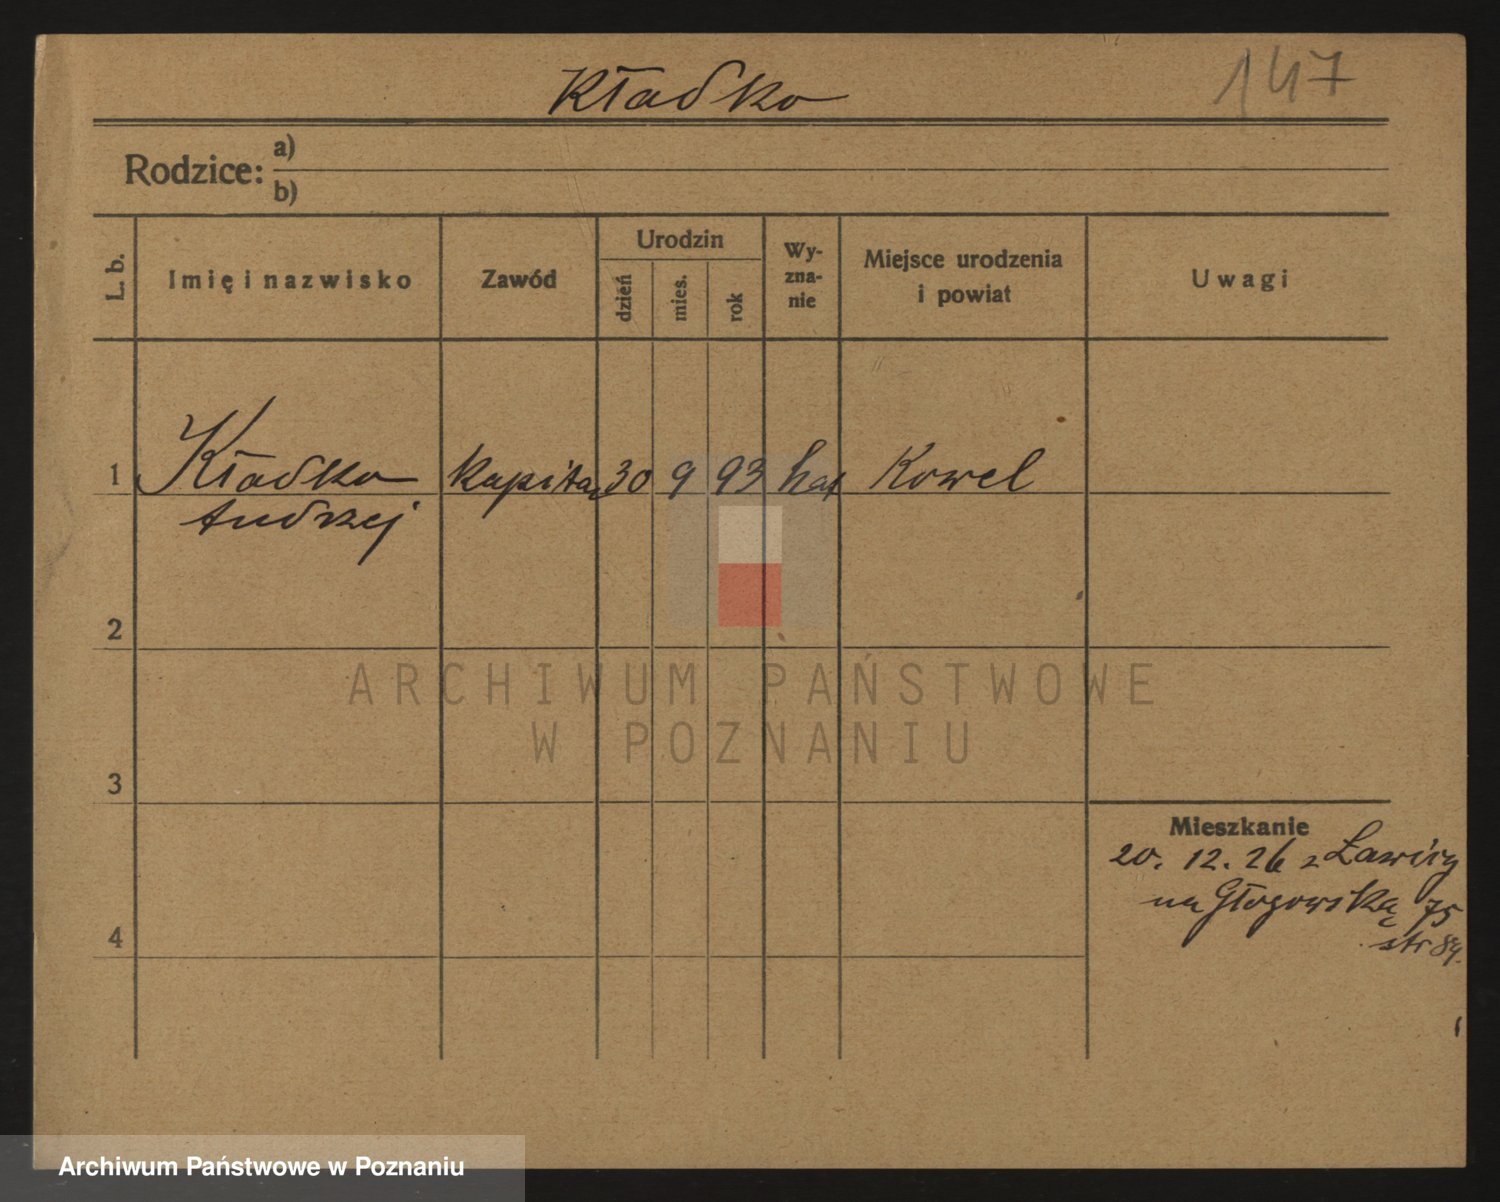 147
Kładko
Rodzice: a)
b)
L. b.
Imię i nazwisko
Zawód
Urodzin
dzień
mies.
rok
Wy-
zna-
nie
Miejsce urodzenia
i powiat
Uwagi
1 Kładko kapitan 30 9 93 kat Kowel
Andrzej
2
3
4
Mieszkanie
20. 12. 26 z Ławicy
na Głogowską 75
str 89.
ARCHIWUM PAŃSTWOWE
W POZNANIU
Archiwum Państwowe w Poznaniu